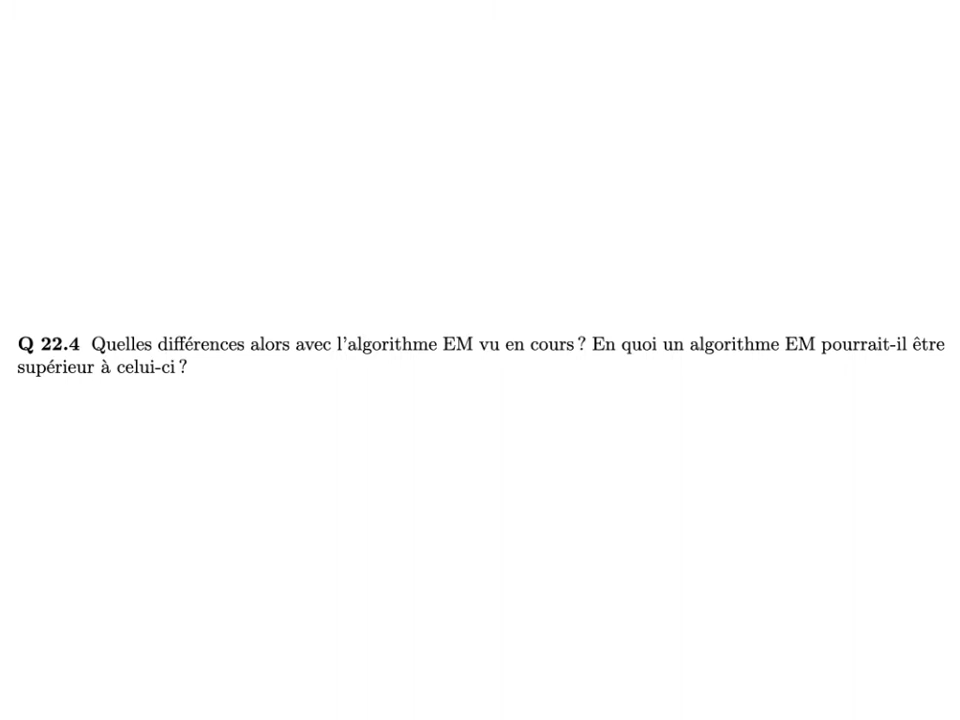 Q 22.4 Quelles différences alors avec l'algorithme EM vu en cours ? En quoi un algorithme EM pourrait-il être
supérieur à celui-ci ?